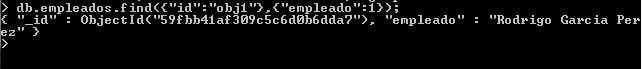 > db.empleados.find({"id":"obj1"},{"empleado":1});
{ "_id" : ObjectId("59fbb41af309c5c6d0b6dda7"), "empleado" : "Rodrigo Garcia Per
ez" }
>